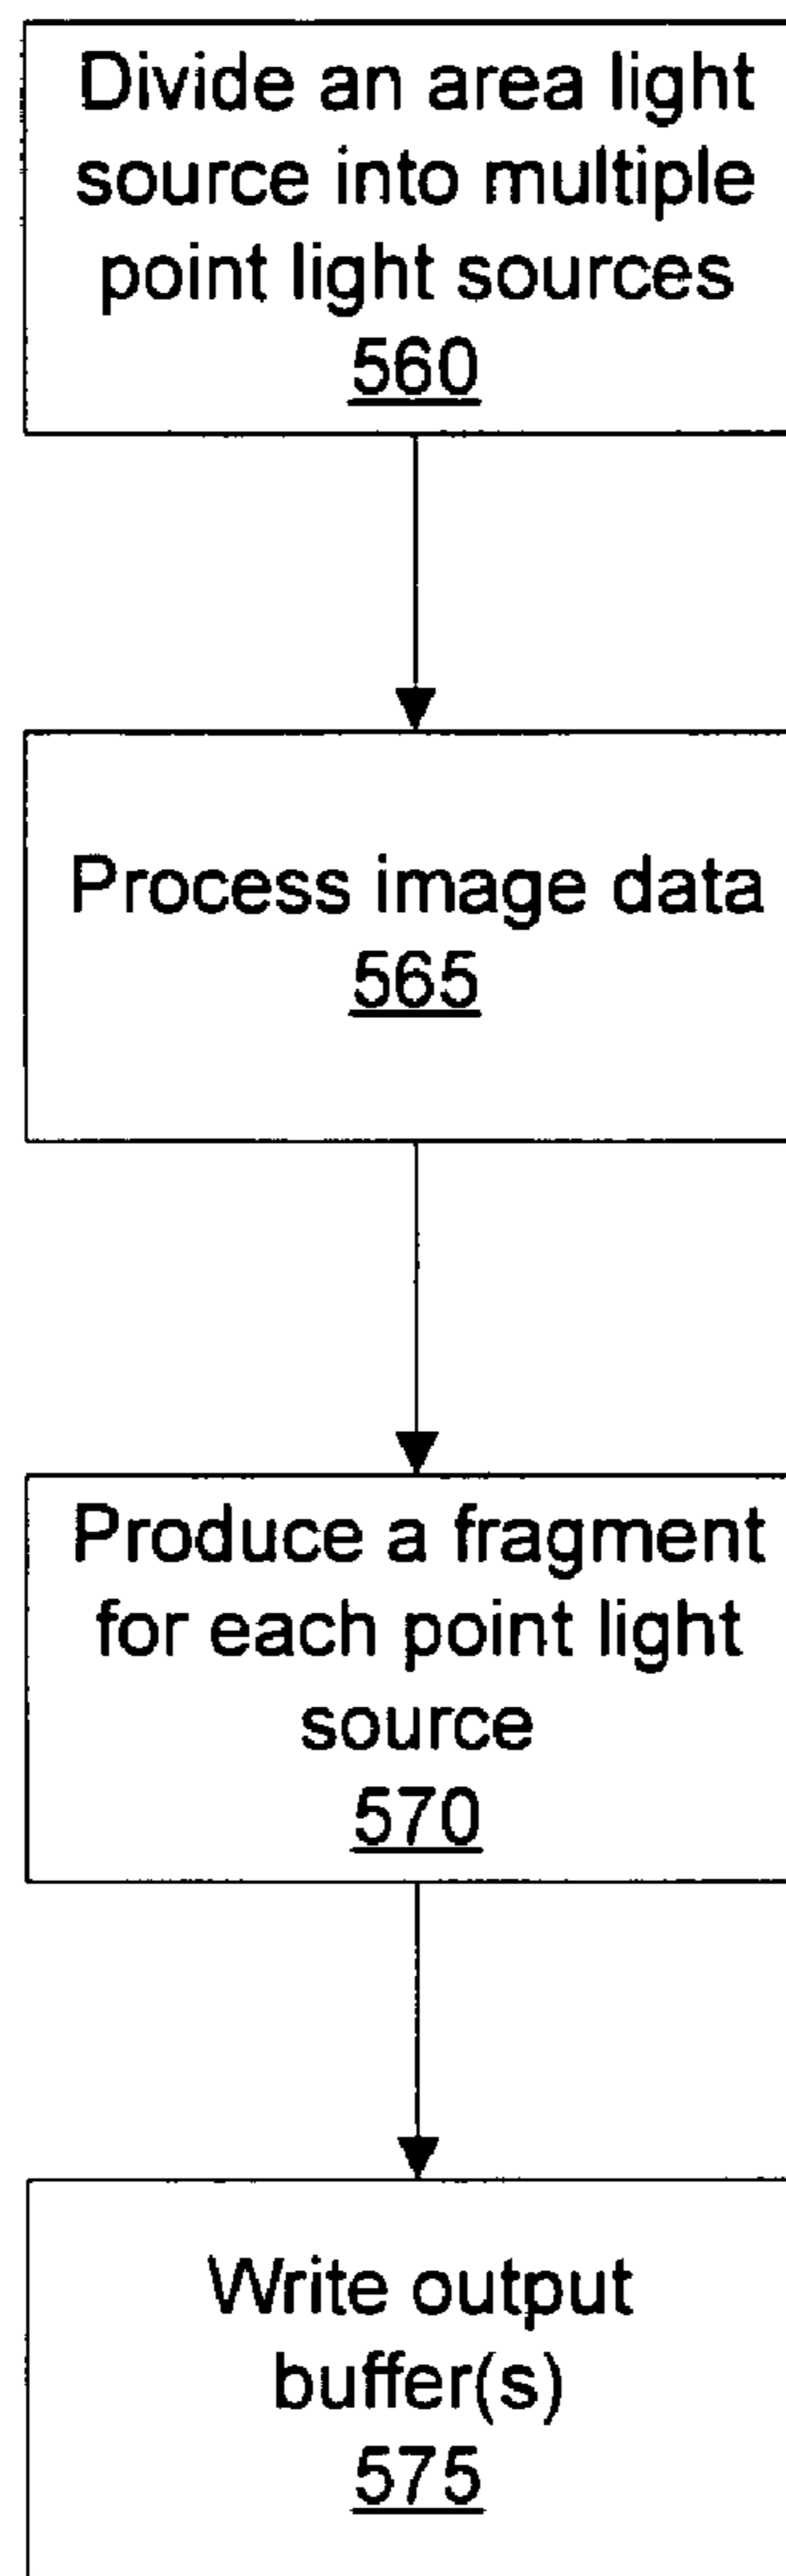 Divide an area light
source into multiple
point light sources
560
Process image data
565
Produce a fragment
for each point light
source
570
Write output
buffer(s)
575